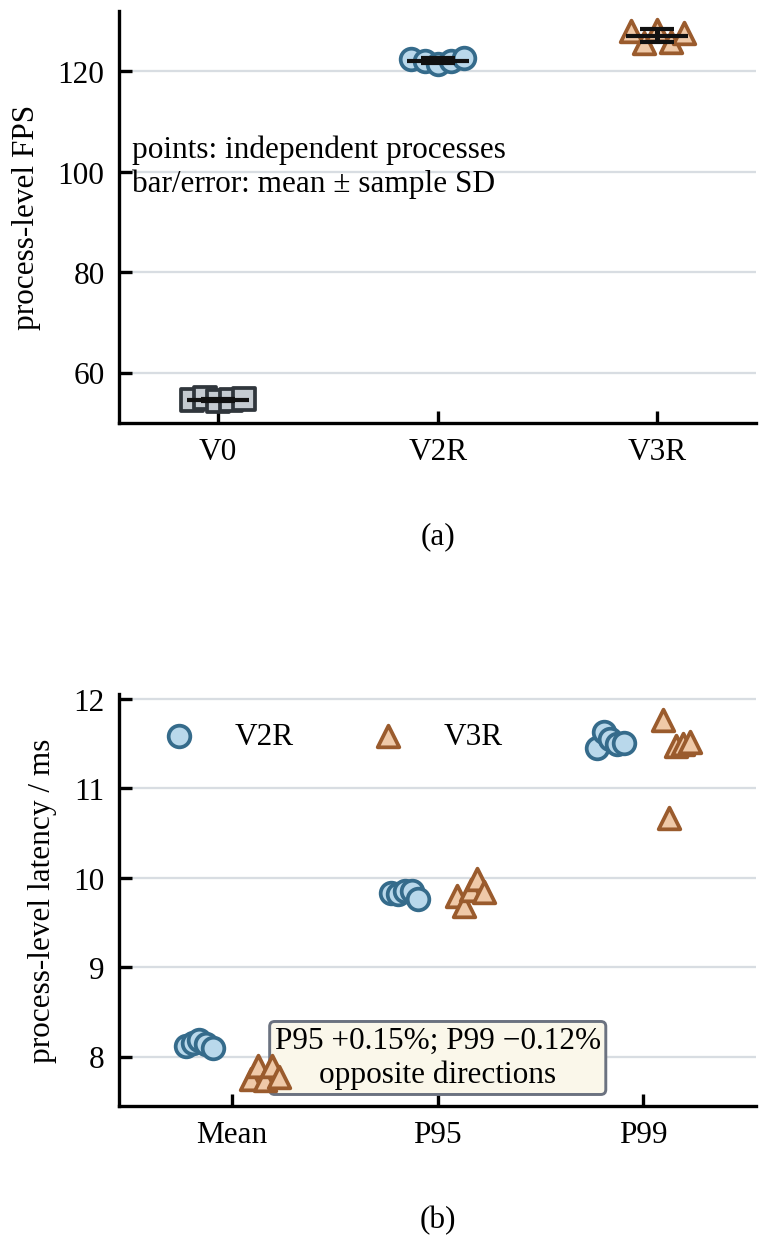 process-level FPS
120
100
80
60
points: independent processes
bar/error: mean ± sample SD
V0 V2R V3R
(a)
process-level latency / ms
12
11
10
9
8
V2R V3R
P95 +0.15%; P99 −0.12%
opposite directions
Mean P95 P99
(b)